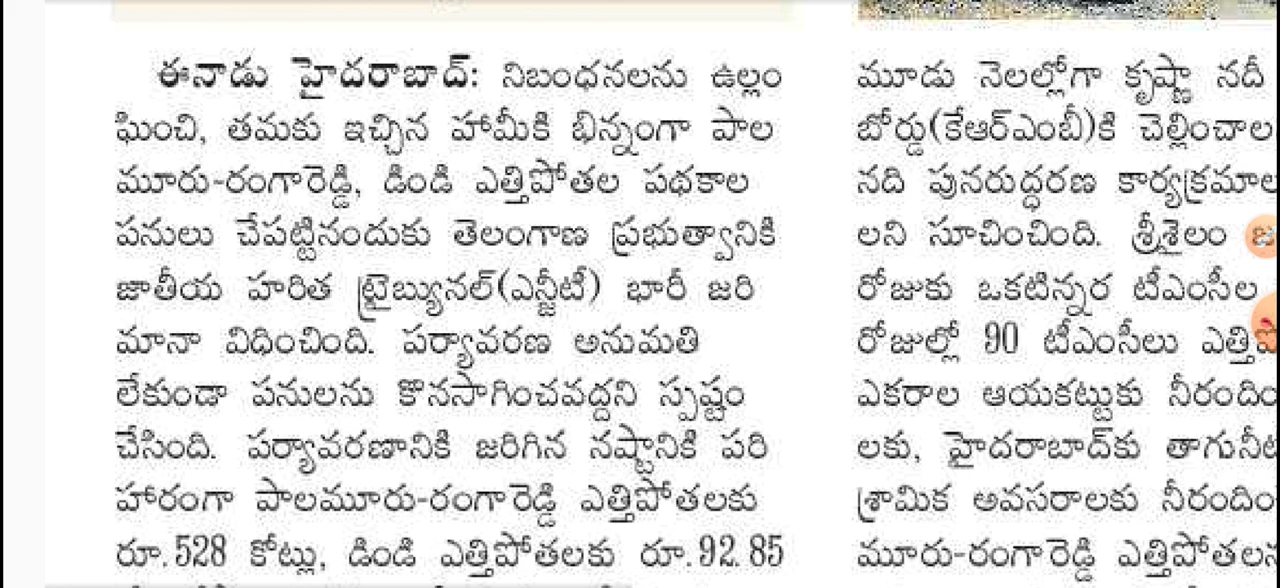 ఈనాడు హైదరాబాద్: నిబంధనలను ఉల్లం
ఘించి, తమకు ఇచ్చిన హామీకి భిన్నంగా పాల
మూరు-రంగారెడ్డి, డిండి ఎత్తిపోతల పథకాల
పనులు చేపట్టినందుకు తెలంగాణ ప్రభుత్వానికి
జాతీయ హరిత ట్రైబ్యునల్(ఎన్జీటీ) భారీ జరి
మానా విధించింది. పర్యావరణ అనుమతి
లేకుండా పనులను కొనసాగించవద్దని స్పష్టం
చేసింది. పర్యావరణానికి జరిగిన నష్టానికి పరి
హారంగా పాలమూరు-రంగారెడ్డి ఎత్తిపోతలకు
రూ.528 కోట్లు, డిండి ఎత్తిపోతలకు రూ.92.85
మూడు నెలల్లోగా కృష్ణా నదీ
బోర్డు(కేఆర్ఎంబీ)కి చెల్లించాల
నది పునరుద్ధరణ కార్యక్రమాల
లని సూచించింది. శ్రీశైలం
రోజుకు ఒకటిన్నర టీఎంసీల
రోజుల్లో 90 టీఎంసీలు ఎత్తిపో
ఎకరాల ఆయకట్టుకు నీరందిం
లకు, హైదరాబాద్‌కు తాగునీట
శ్రామిక అవసరాలకు నీరందిం
మూరు-రంగారెడ్డి ఎత్తిపోతలన